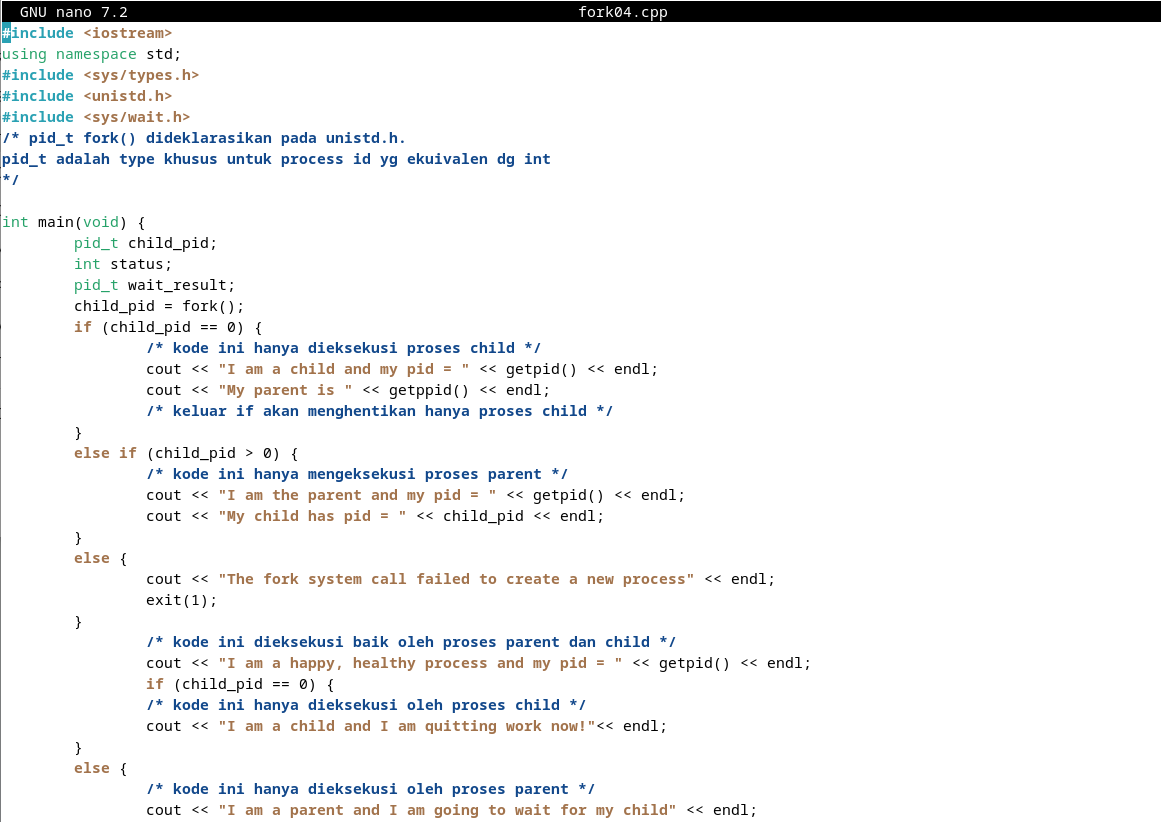 GNU nano 7.2 fork04.cpp
#include <iostream>
using namespace std;
#include <sys/types.h>
#include <unistd.h>
#include <sys/wait.h>
/* pid_t fork() dideklarasikan pada unistd.h.
pid_t adalah type khusus untuk process id yg ekuivalen dg int
*/
int main(void) {
pid_t child_pid;
int status;
pid_t wait_result;
child_pid = fork();
if (child_pid == 0) {
/* kode ini hanya dieksekusi proses child */
cout << "I am a child and my pid = " << getpid() << endl;
cout << "My parent is " << getppid() << endl;
/* keluar if akan menghentikan hanya proses child */
}
else if (child_pid > 0) {
/* kode ini hanya mengeksekusi proses parent */
cout << "I am the parent and my pid = " << getpid() << endl;
cout << "My child has pid = " << child_pid << endl;
}
else {
cout << "The fork system call failed to create a new process" << endl;
exit(1);
}
/* kode ini dieksekusi baik oleh proses parent dan child */
cout << "I am a happy, healthy process and my pid = " << getpid() << endl;
if (child_pid == 0) {
/* kode ini hanya dieksekusi oleh proses child */
cout << "I am a child and I am quitting work now!"<< endl;
}
else {
/* kode ini hanya dieksekusi oleh proses parent */
cout << "I am a parent and I am going to wait for my child" << endl;